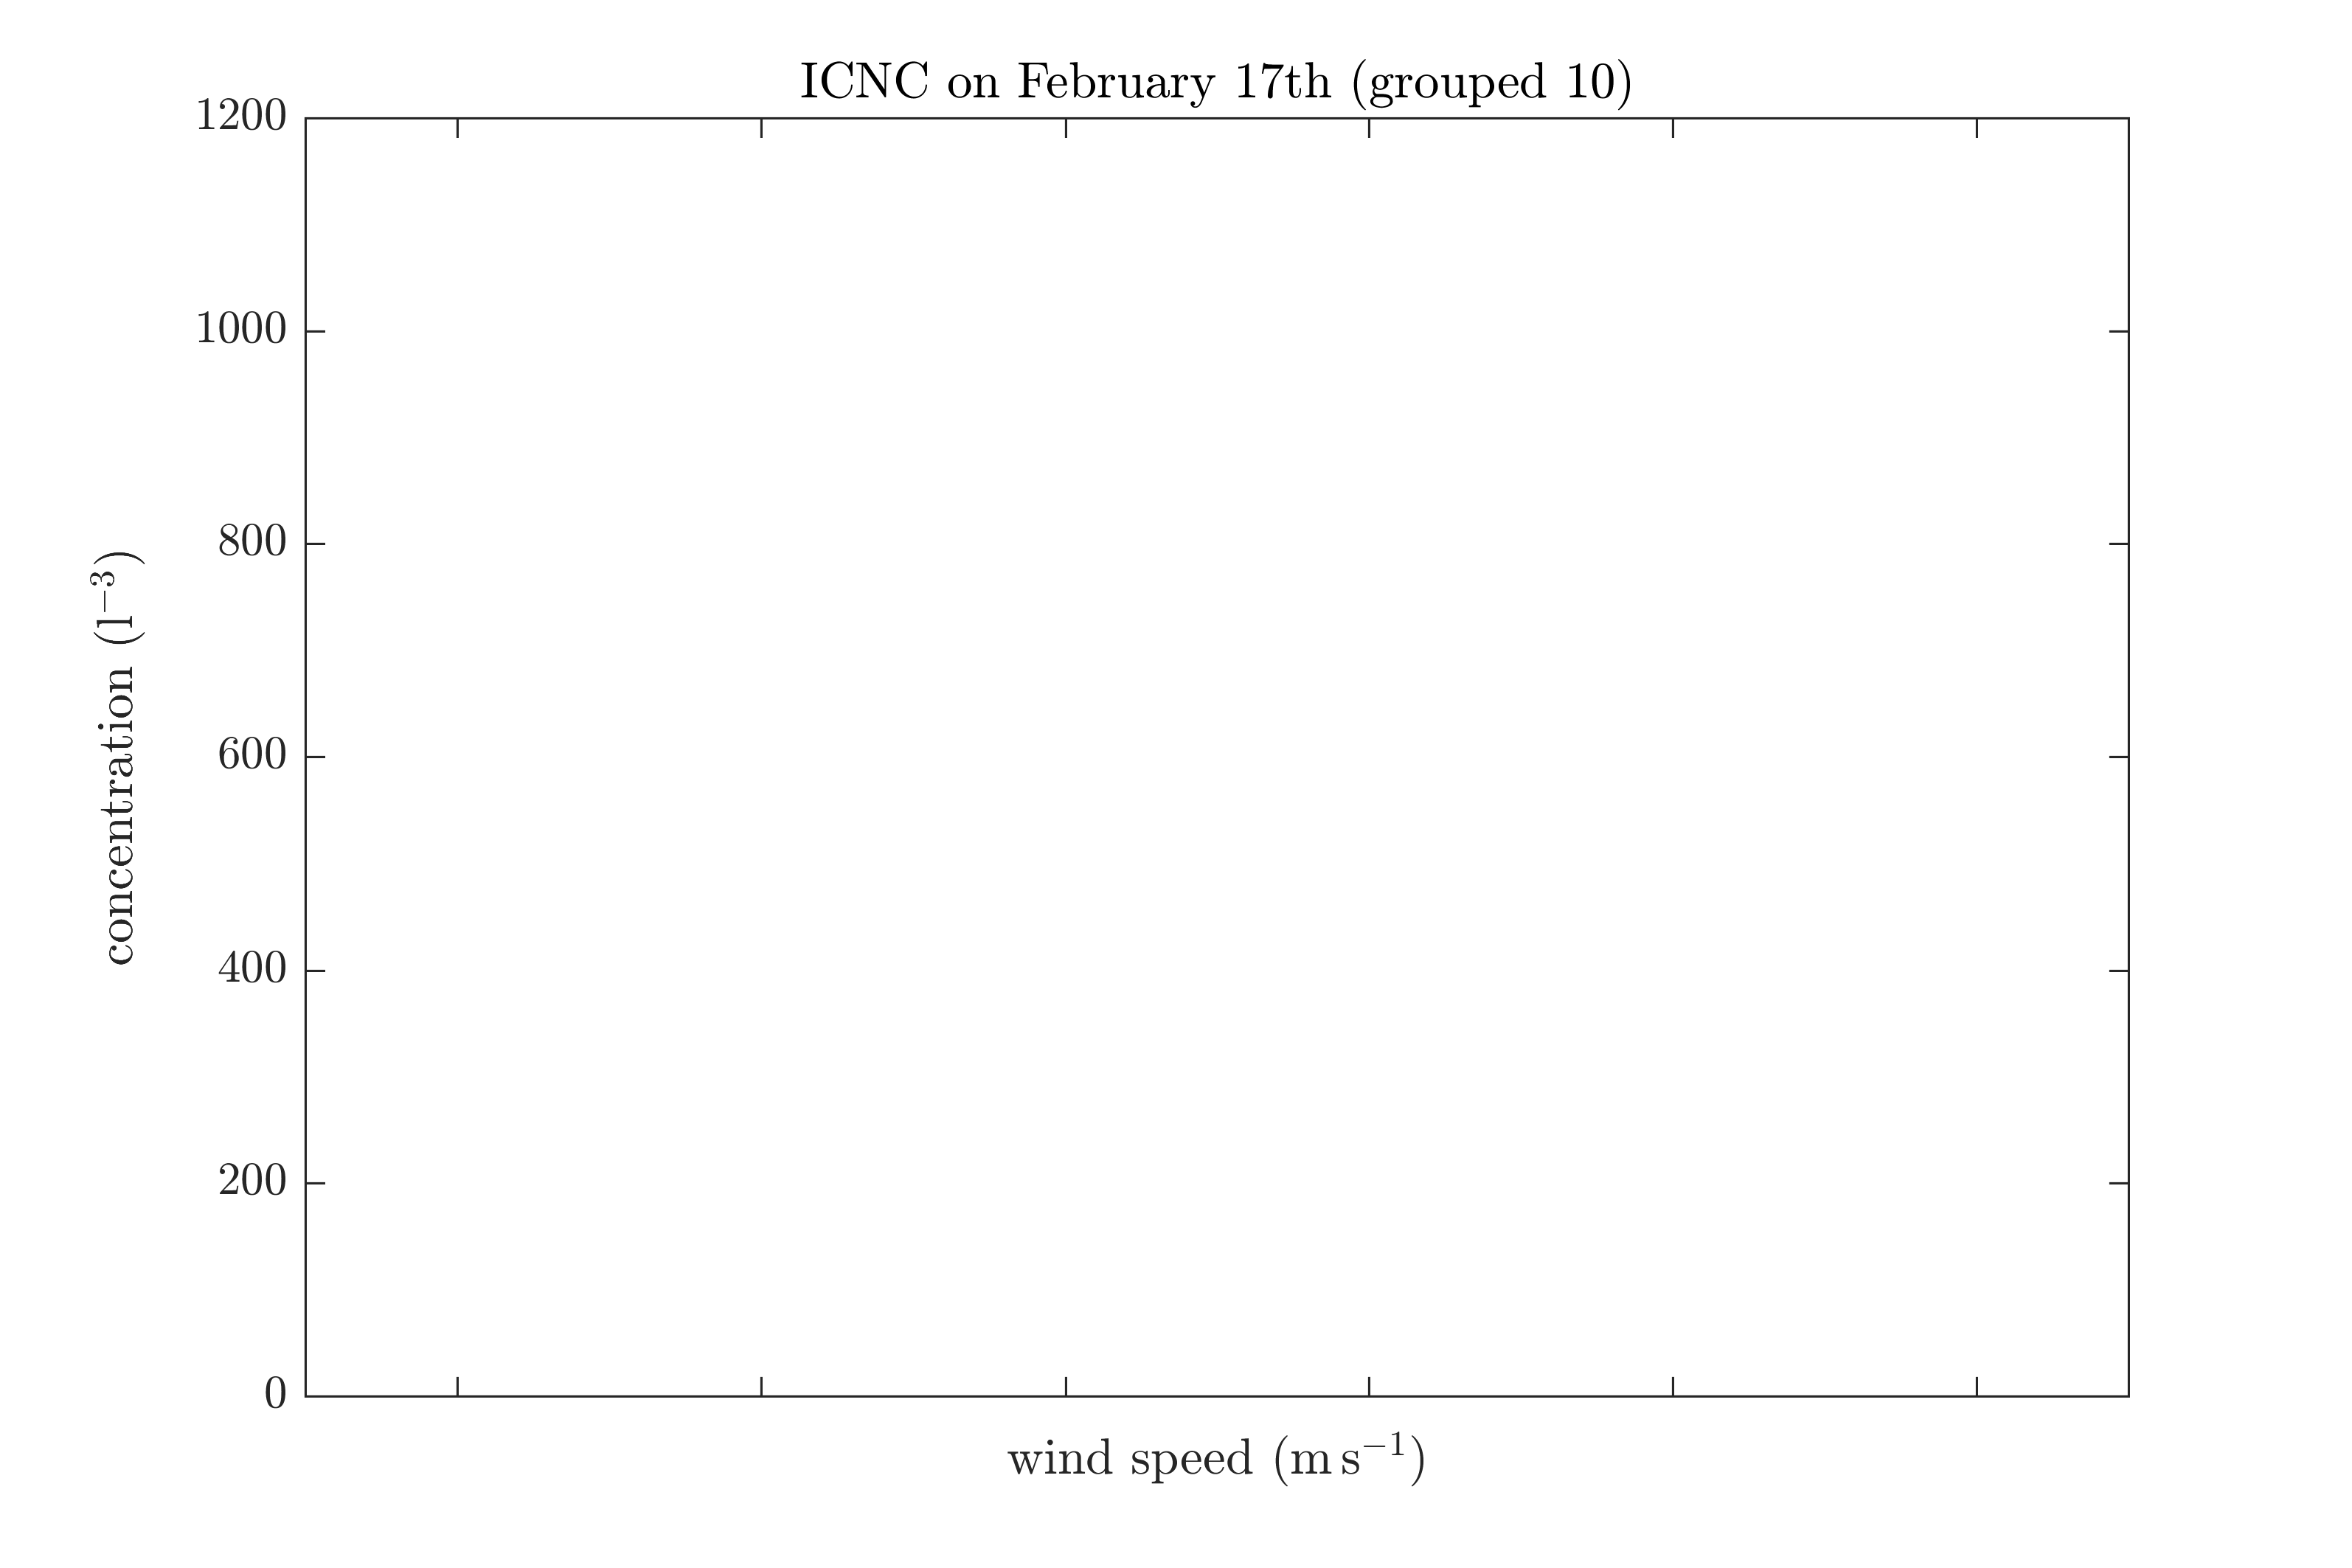 ICNC on February 17th (grouped 10)
1200
1000
800
600
400
200
0
concentration (l⁻³)
wind speed (m s⁻¹)